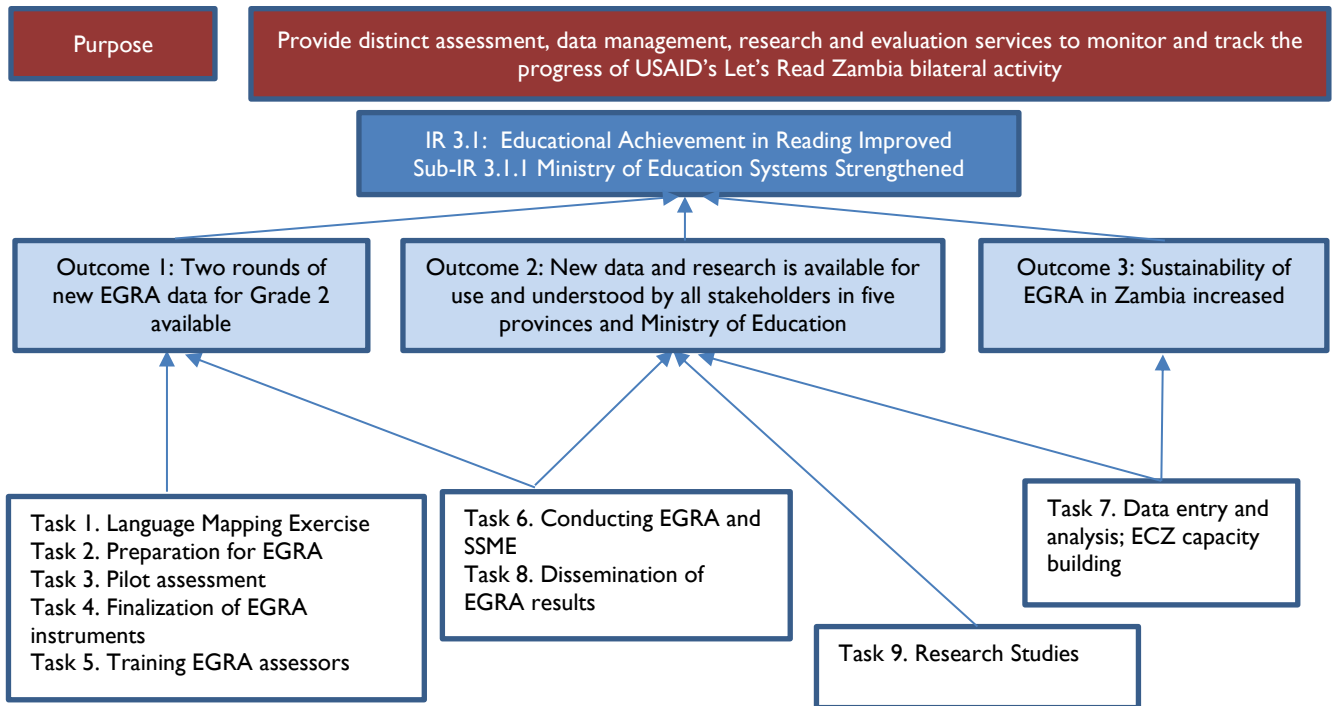 Purpose
Provide distinct assessment, data management, research and evaluation services to monitor and track the
progress of USAID's Let's Read Zambia bilateral activity
IR 3.1:  Educational Achievement in Reading Improved
Sub-IR 3.1.1 Ministry of Education Systems Strengthened
Outcome 1: Two rounds of
new EGRA data for Grade 2
available
Outcome 2: New data and research is available for
use and understood by all stakeholders in five
provinces and Ministry of Education
Outcome 3: Sustainability of
EGRA in Zambia increased
Task 1. Language Mapping Exercise
Task 2. Preparation for EGRA
Task 3. Pilot assessment
Task 4. Finalization of EGRA
instruments
Task 5. Training EGRA assessors
Task 6. Conducting EGRA and
SSME
Task 8. Dissemination of
EGRA results
Task 9. Research Studies
Task 7. Data entry and
analysis; ECZ capacity
building